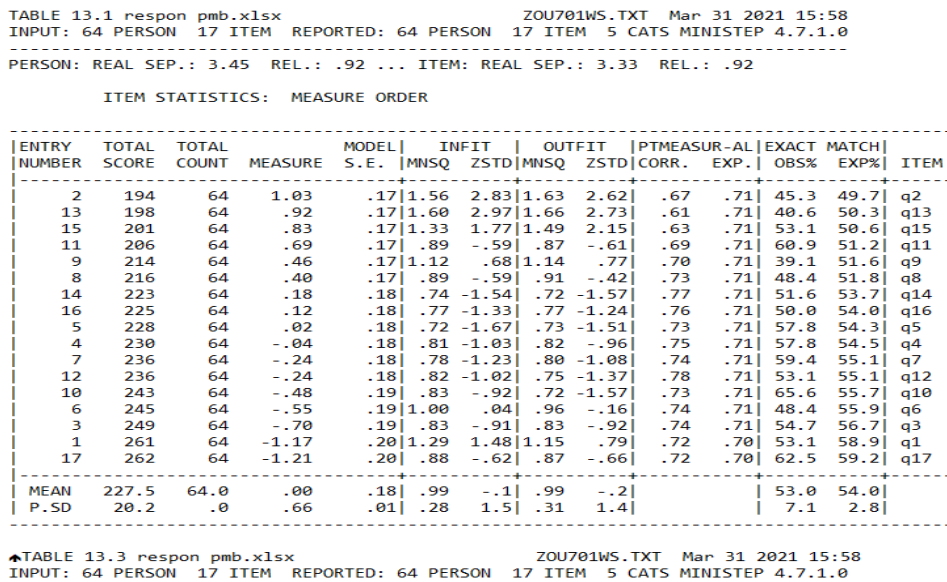 TABLE 13.1 respon pmb.xlsx                    ZOU701WS.TXT  Mar 31 2021 15:58
INPUT: 64 PERSON  17 ITEM  REPORTED: 64 PERSON  17 ITEM  5 CATS MINISTEP 4.7.1.0
--------------------------------------------------------------------------------
PERSON: REAL SEP.: 3.45  REL.: .92 ... ITEM: REAL SEP.: 3.33  REL.: .92
ITEM STATISTICS:  MEASURE ORDER
------------------------------------------------------------------------------------------
|ENTRY   TOTAL  TOTAL           MODEL|   INFIT  |  OUTFIT  |PTMEASUR-AL|EXACT MATCH|      |
|NUMBER  SCORE  COUNT  MEASURE  S.E. |MNSQ  ZSTD|MNSQ  ZSTD|CORR.  EXP.| OBS%  EXP%| ITEM
|------------------------------------+----------+----------+-----------+-----------+------
|     2    194     64    1.03     .17|1.56  2.83|1.63  2.62|  .67   .71| 45.3  49.7| q2
|    13    198     64     .92     .17|1.60  2.97|1.66  2.73|  .61   .71| 40.6  50.3| q13
|    15    201     64     .83     .17|1.33  1.77|1.49  2.15|  .63   .71| 53.1  50.6| q15
|    11    206     64     .69     .17| .89  -.59| .87  -.61|  .69   .71| 60.9  51.2| q11
|     9    214     64     .46     .17|1.12   .68|1.14   .77|  .70   .71| 39.1  51.6| q9
|     8    216     64     .40     .17| .89  -.59| .91  -.42|  .73   .71| 48.4  51.8| q8
|    14    223     64     .18     .18| .74 -1.54| .72 -1.57|  .77   .71| 51.6  53.7| q14
|    16    225     64     .12     .18| .77 -1.33| .77 -1.24|  .76   .71| 50.0  54.0| q16
|     5    228     64     .02     .18| .72 -1.67| .73 -1.51|  .73   .71| 57.8  54.3| q5
|     4    230     64    -.04     .18| .81 -1.03| .82  -.96|  .75   .71| 57.8  54.5| q4
|     7    236     64    -.24     .18| .78 -1.23| .80 -1.08|  .74   .71| 59.4  55.1| q7
|    12    236     64    -.24     .18| .82 -1.02| .75 -1.37|  .78   .71| 53.1  55.1| q12
|    10    243     64    -.48     .19| .83  -.92| .72 -1.57|  .73   .71| 65.6  55.7| q10
|     6    245     64    -.55     .19|1.00   .04| .96  -.16|  .74   .71| 48.4  55.9| q6
|     3    249     64    -.70     .19| .83  -.91| .83  -.92|  .74   .71| 54.7  56.7| q3
|     1    261     64   -1.17     .20|1.29  1.48|1.15   .79|  .72   .70| 53.1  58.9| q1
|    17    262     64   -1.21     .20| .88  -.62| .87  -.66|  .72   .70| 62.5  59.2| q17
|------------------------------------+----------+----------+-----------+-----------+------
| MEAN   227.5   64.0     .00     .18| .99   -.1| .99   -.2|           | 53.0  54.0|
| P.SD    20.2     .0     .66     .01| .28   1.5| .31   1.4|           |  7.1   2.8|
------------------------------------------------------------------------------------------
↑TABLE 13.3 respon pmb.xlsx                    ZOU701WS.TXT  Mar 31 2021 15:58
INPUT: 64 PERSON  17 ITEM  REPORTED: 64 PERSON  17 ITEM  5 CATS MINISTEP 4.7.1.0